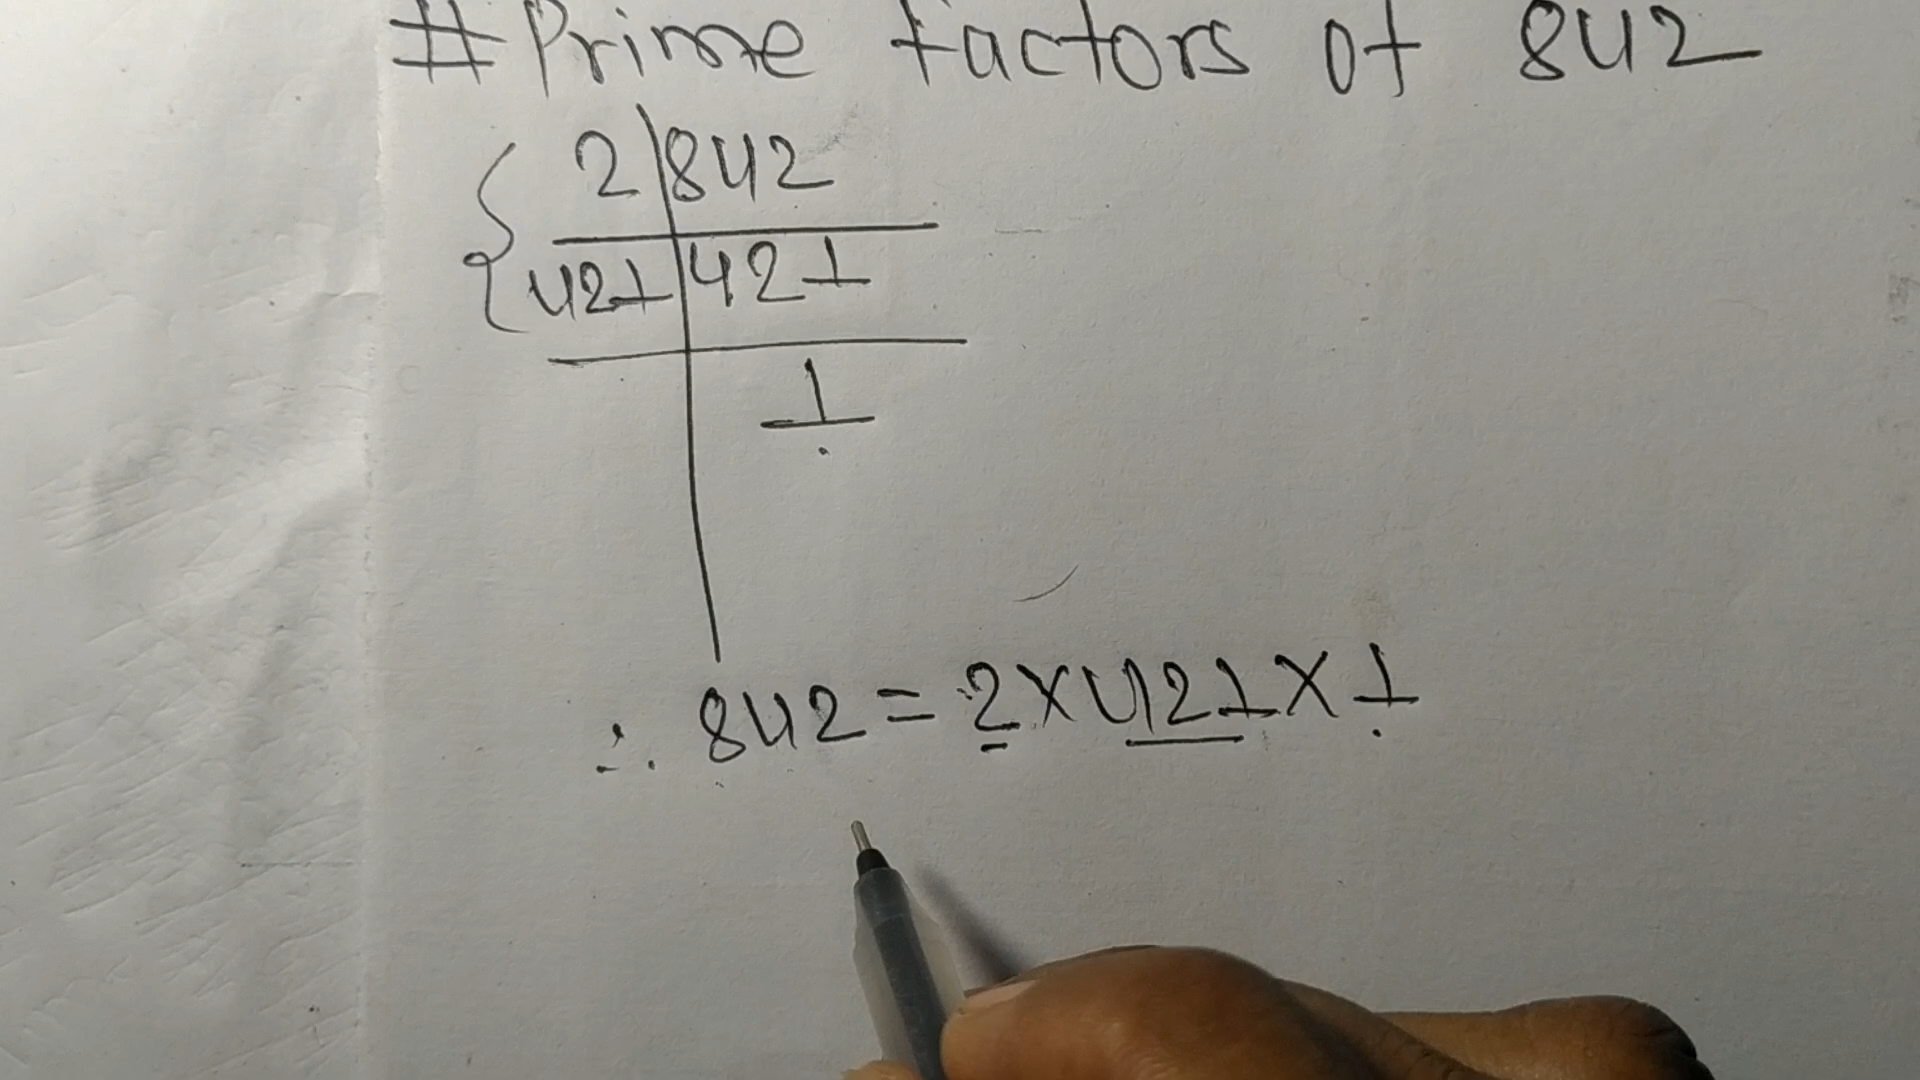 # Prime factors of 842
2 | 842
421 | 421
1
∴ 842 = 2 × 421 × 1